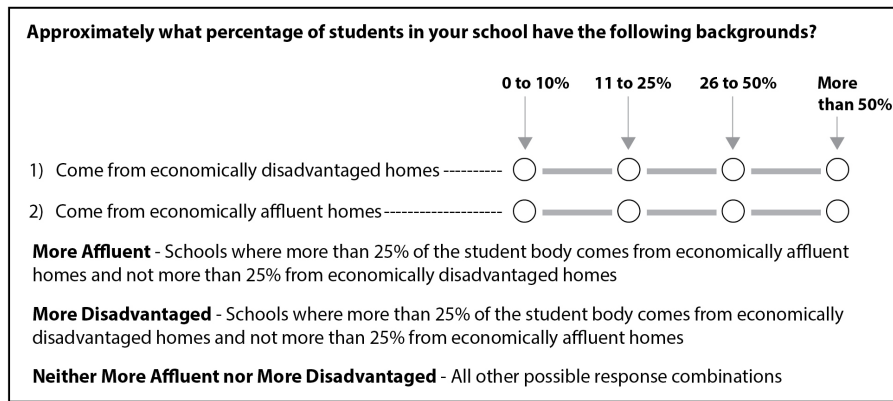 Approximately what percentage of students in your school have the following backgrounds?
0 to 10% 11 to 25% 26 to 50% More than 50%
1) Come from economically disadvantaged homes
2) Come from economically affluent homes
More Affluent - Schools where more than 25% of the student body comes from economically affluent
homes and not more than 25% from economically disadvantaged homes
More Disadvantaged - Schools where more than 25% of the student body comes from economically
disadvantaged homes and not more than 25% from economically affluent homes
Neither More Affluent nor More Disadvantaged - All other possible response combinations